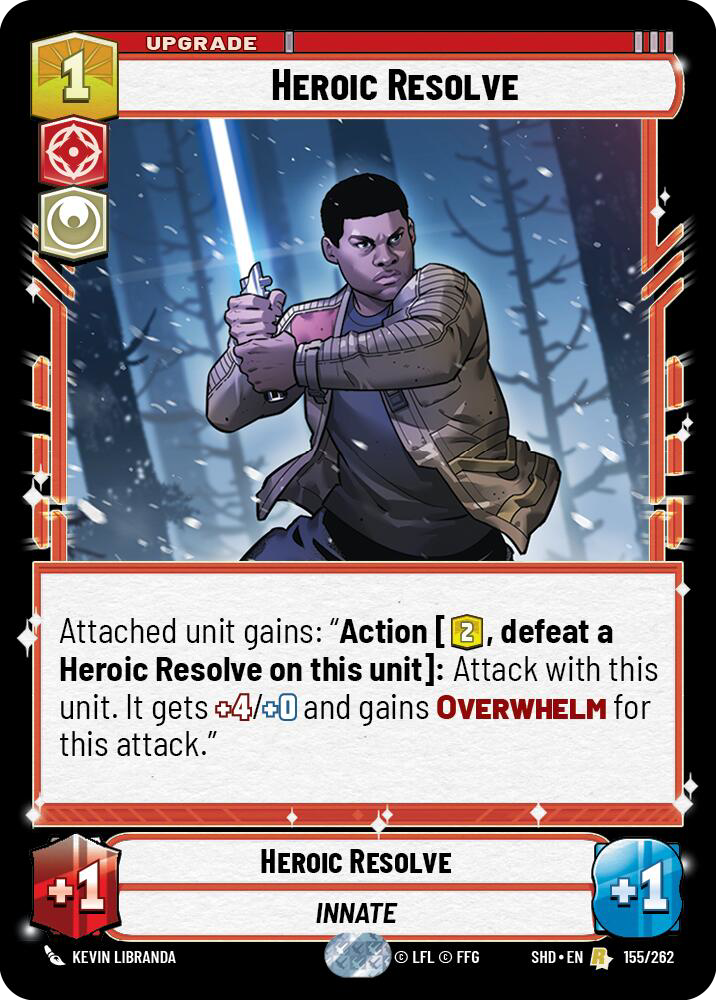 UPGRADE
1
HEROIC RESOLVE
Attached unit gains: “Action [2, defeat a
Heroic Resolve on this unit]: Attack with this
unit. It gets +4/+0 and gains OVERWHELM for
this attack.”
+1
HEROIC RESOLVE
+1
INNATE
KEVIN LIBRANDA
© LFL © FFG
SHD • EN R 155/262